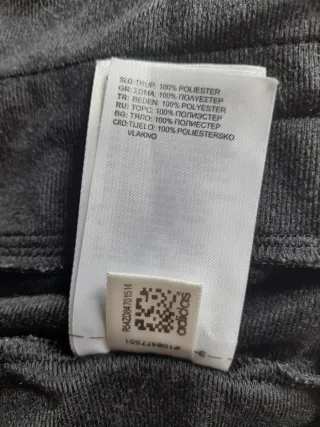 SLO: TRUP: 100% POLIESTER
GR: ΣΩΜΑ: 100% ΠΟΛΥΕΣΤΕΡ
TR: BEDEN: 100% POLYESTER
RU: ТОРС: 100% ПОЛИЭСТЕР
BG: ТЯЛО: 100% ПОЛИЕСТЕР
CRO: TIJELO: 100% POLIESTERSKO
VLAKNO
adidas
#108477651